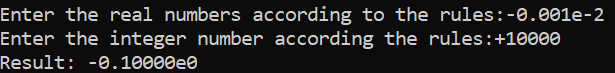 Enter the real numbers according to the rules:-0.001e-2
Enter the integer number according the rules:+10000
Result: -0.10000e0